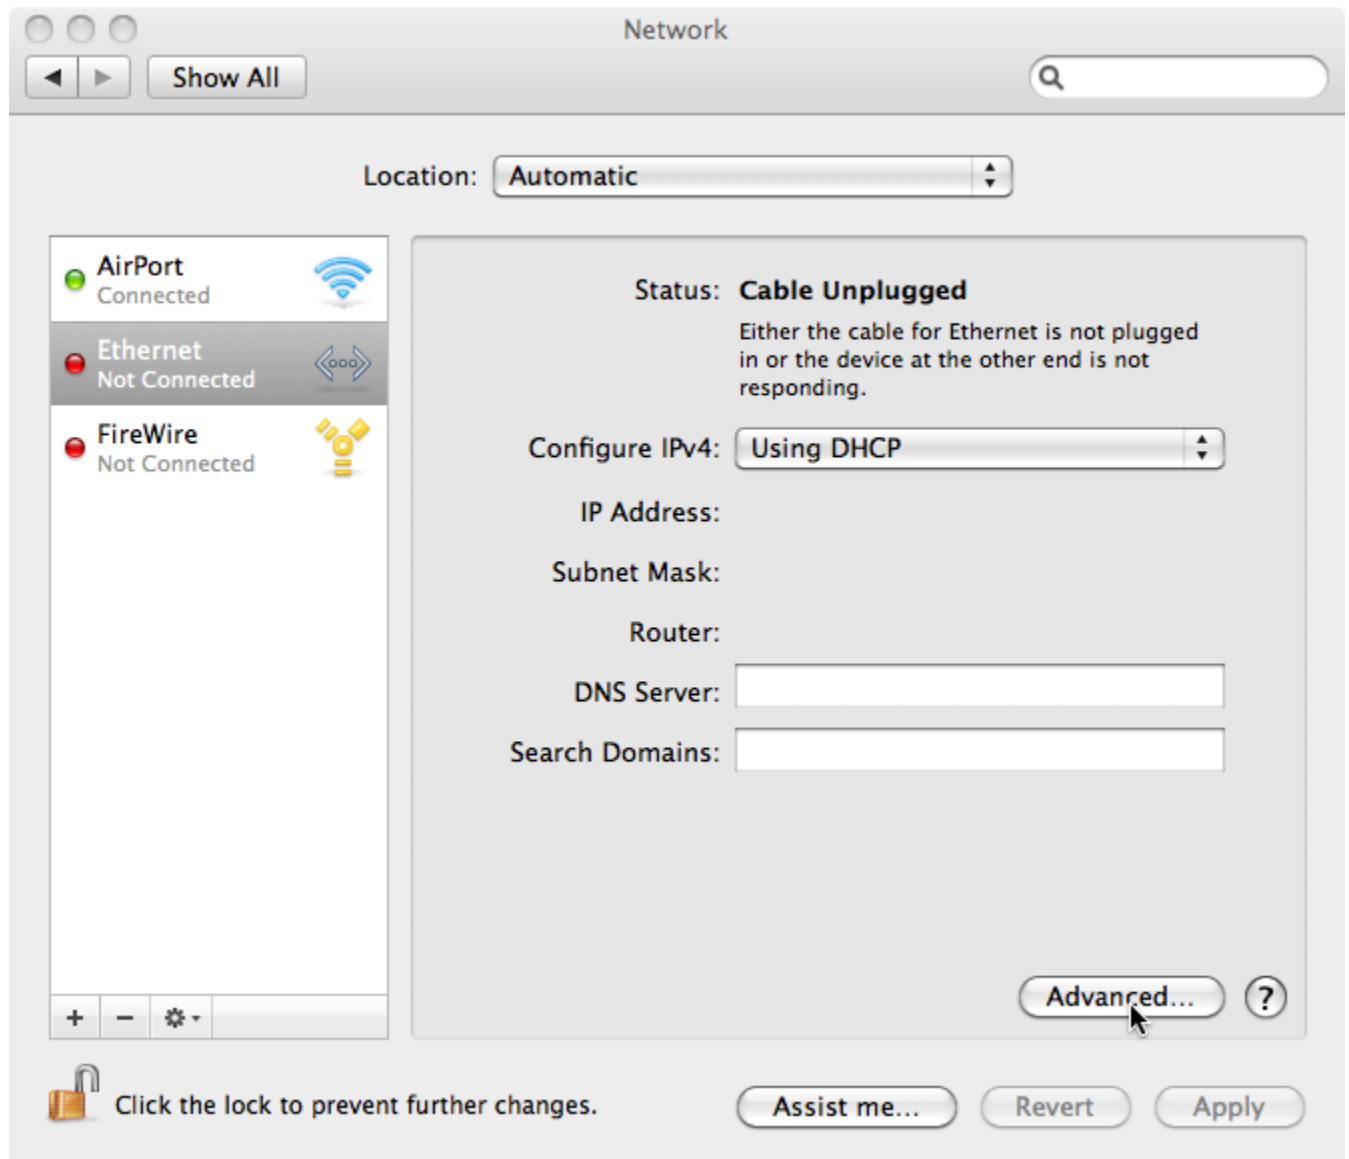 Network
Show All
Location: Automatic
AirPort
Connected
Ethernet
Not Connected
FireWire
Not Connected
Status: Cable Unplugged
Either the cable for Ethernet is not plugged
in or the device at the other end is not
responding.
Configure IPv4: Using DHCP
IP Address:
Subnet Mask:
Router:
DNS Server:
Search Domains:
Advanced... ?
Click the lock to prevent further changes.
Assist me... Revert Apply